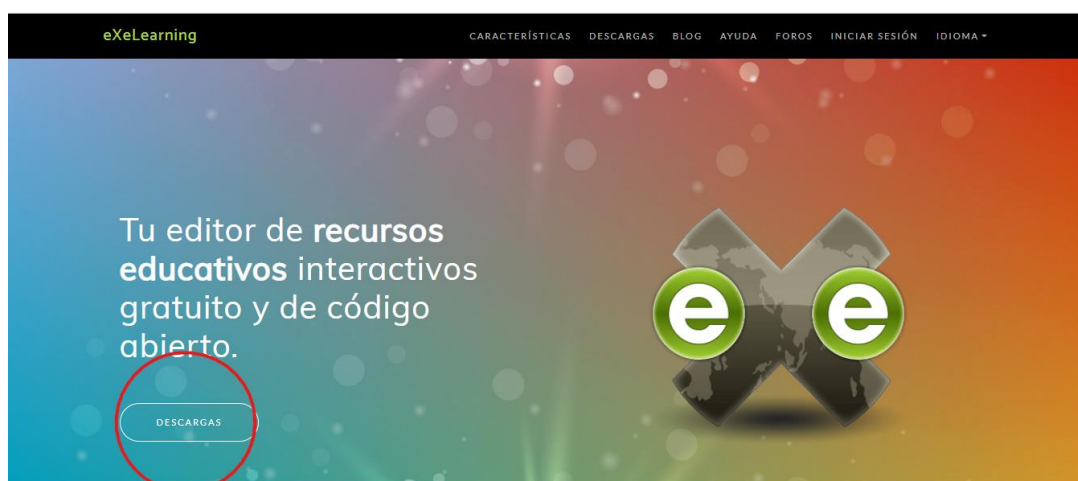 eXeLearning
CARACTERÍSTICAS DESCARGAS BLOG AYUDA FOROS INICIAR SESIÓN IDIOMA
Tu editor de recursos
educativos interactivos
gratuito y de código
abierto.
e e
DESCARGAS